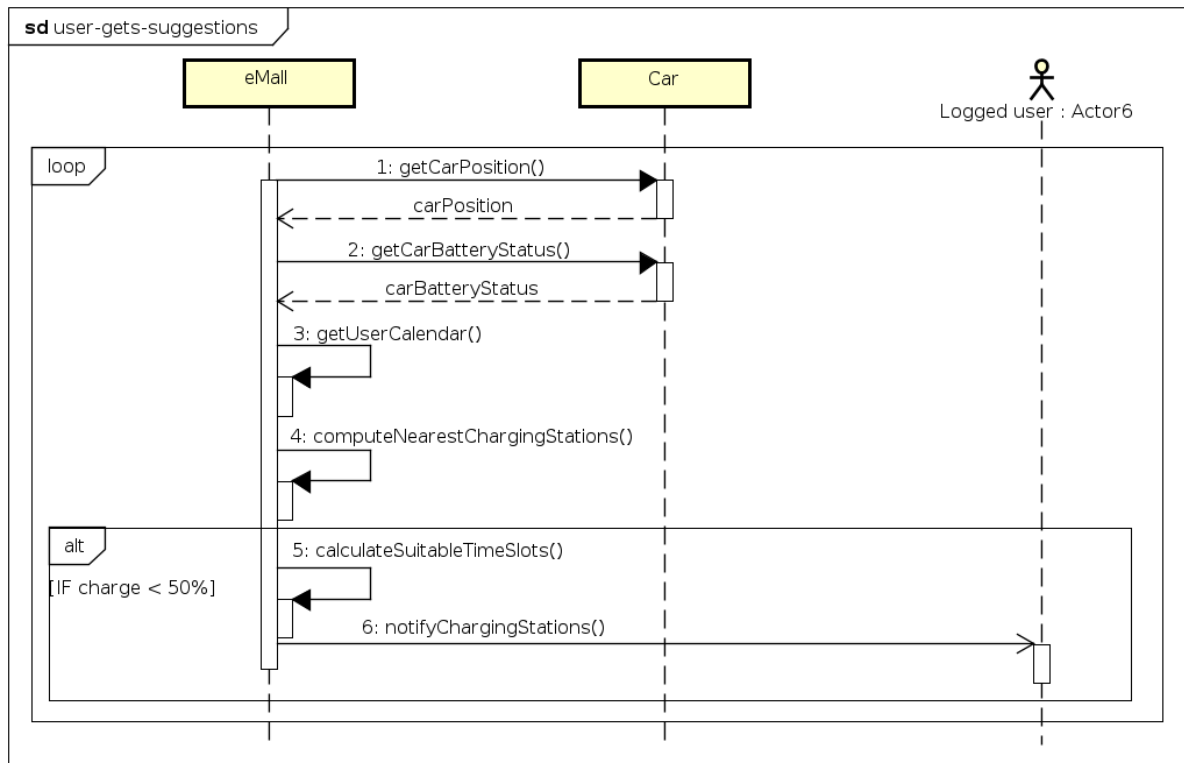 sd user-gets-suggestions
eMall
Car
Logged user : Actor6
loop
1: getCarPosition()
carPosition
2: getCarBatteryStatus()
carBatteryStatus
3: getUserCalendar()
4: computeNearestChargingStations()
alt
5: calculateSuitableTimeSlots()
[IF charge < 50%]
6: notifyChargingStations()